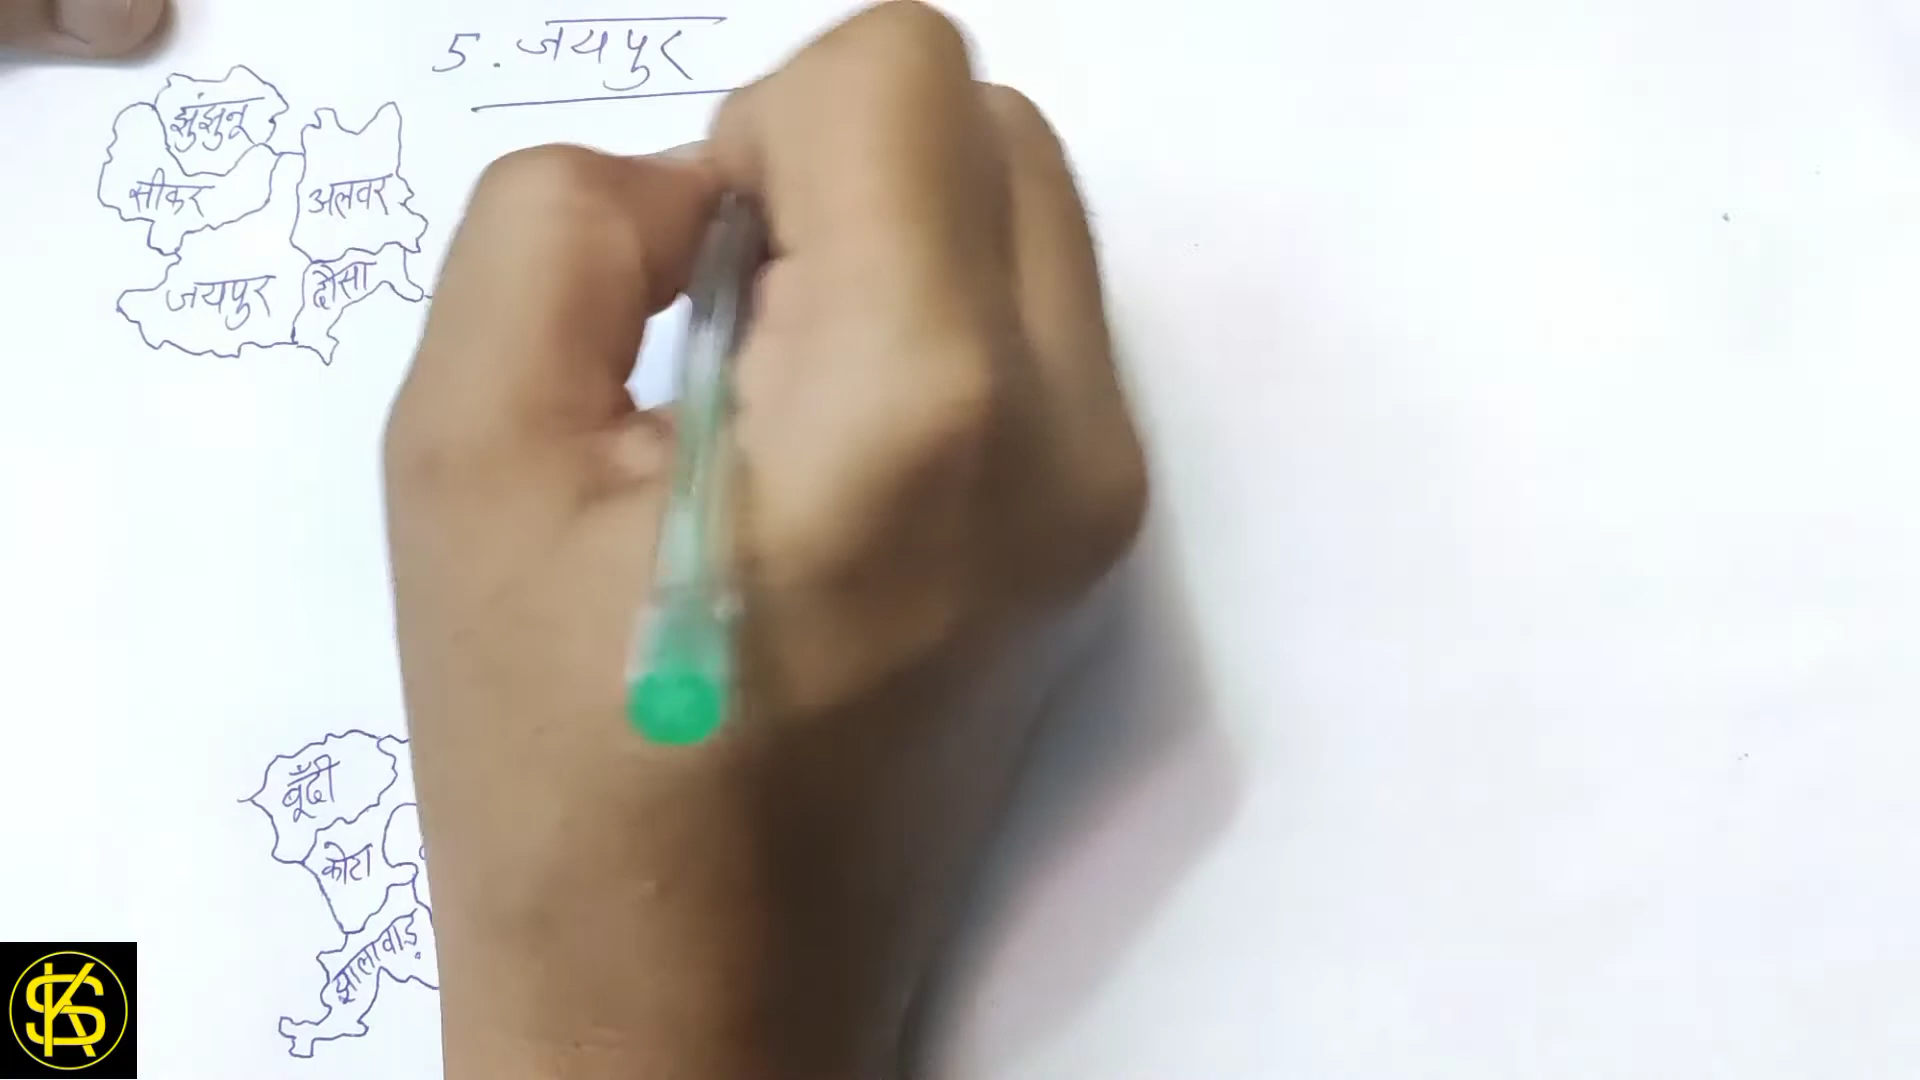 5. जयपुर
झुंझुनू
सीकर
अलवर
जयपुर
दौसा
बूँदी
कोटा
झालावाड़